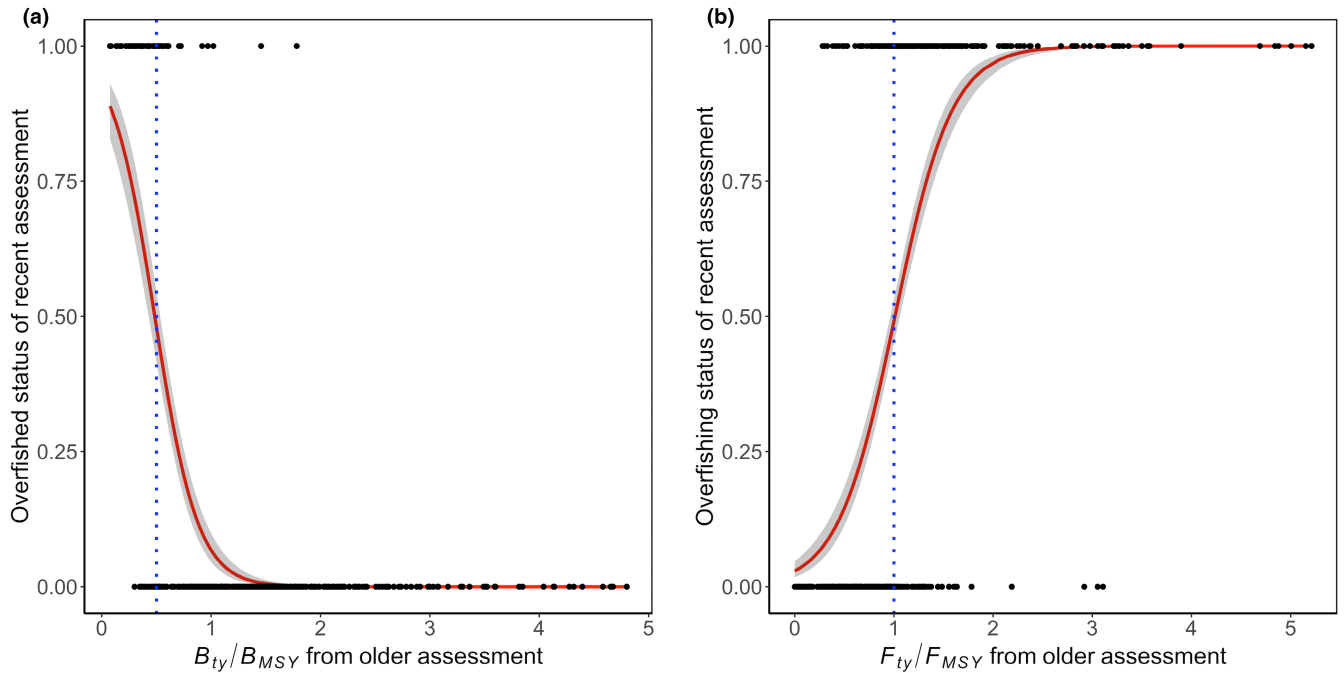 (a)
Overfished status of recent assessment
1.00
0.75
0.50
0.25
0.00
0 1 2 3 4 5
B_ty/B_MSY from older assessment
(b)
Overfishing status of recent assessment
1.00
0.75
0.50
0.25
0.00
0 1 2 3 4 5
F_ty/F_MSY from older assessment